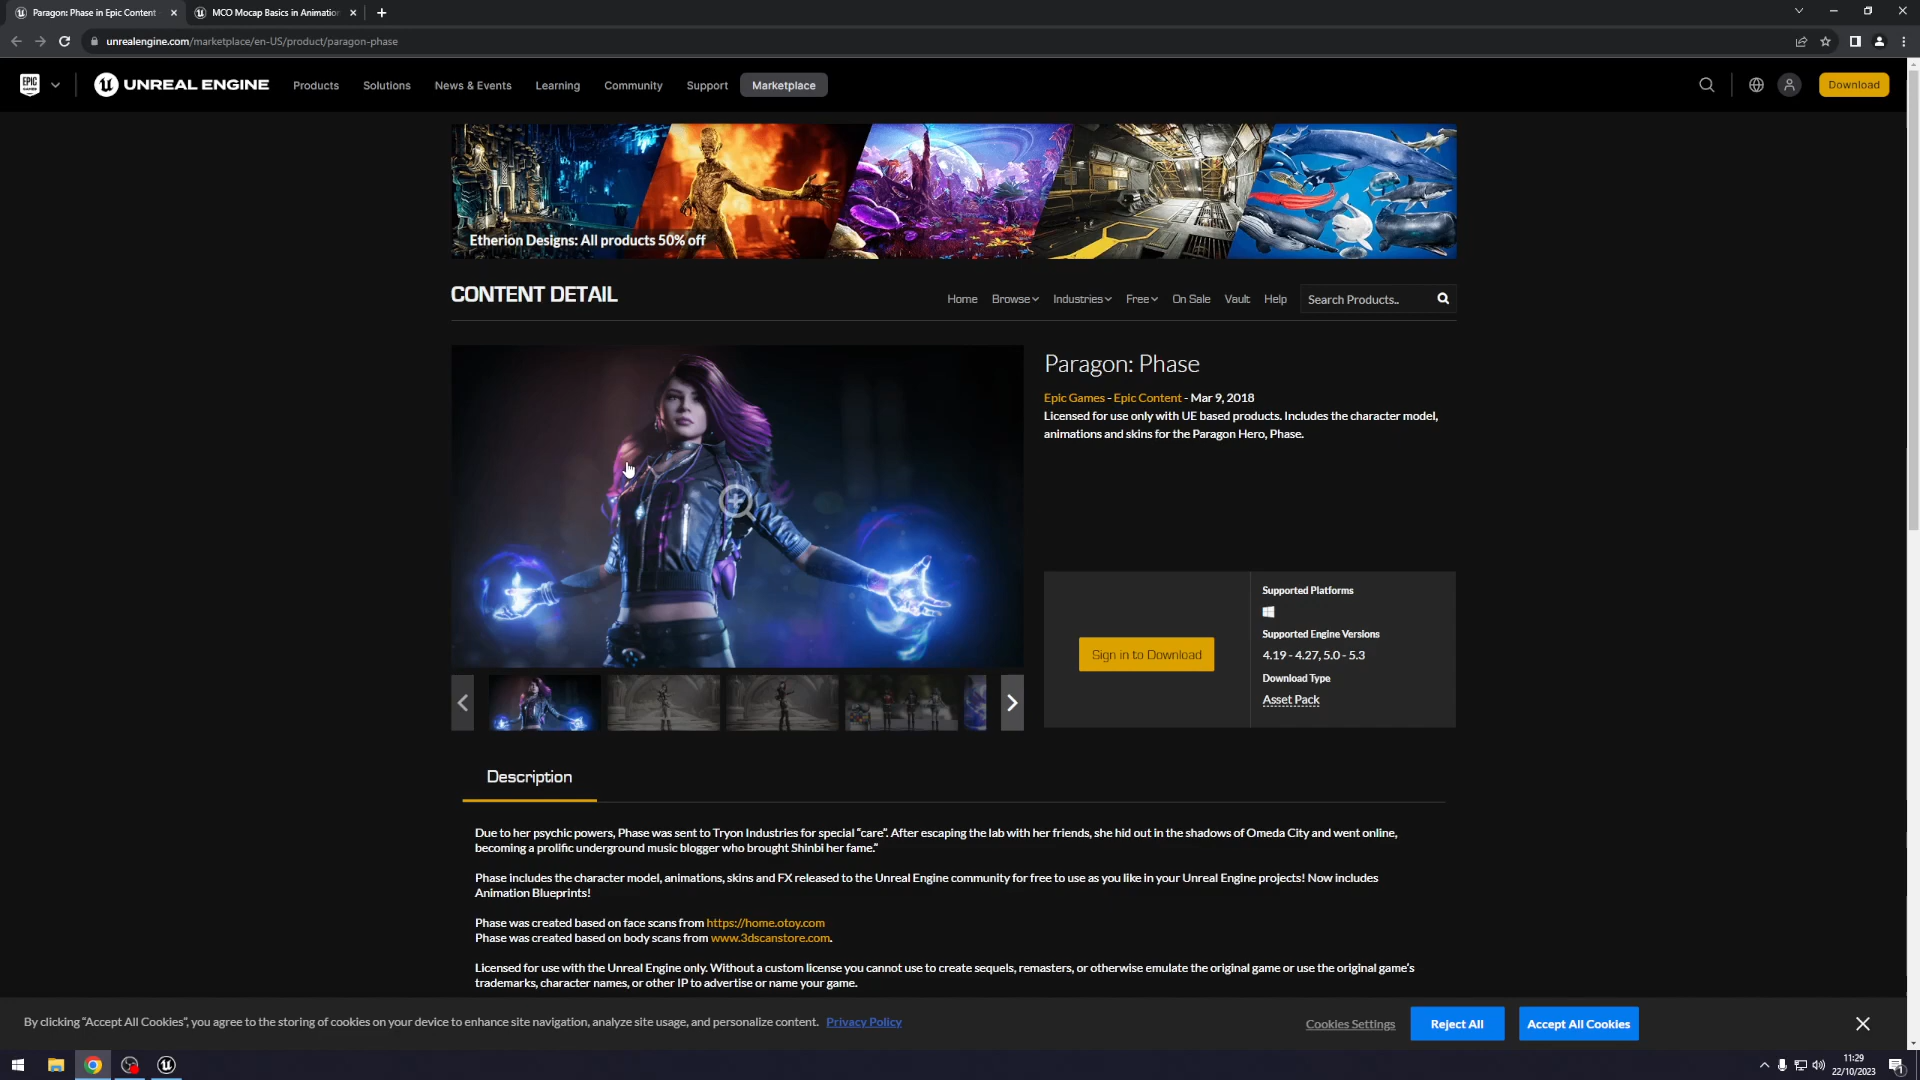 Paragon: Phase in Epic Content
MCO Mocap Basics in Animation
unrealengine.com/marketplace/en-US/product/paragon-phase
EPIC GAMES
UNREAL ENGINE
Products
Solutions
News & Events
Learning
Community
Support
Marketplace
Download
Etherion Designs: All products 50% off
CONTENT DETAIL
Home
Browse
Industries
Free
On Sale
Vault
Help
Search Products..
Paragon: Phase
Epic Games - Epic Content - Mar 9, 2018
Licensed for use only with UE based products. Includes the character model,
animations and skins for the Paragon Hero, Phase.
Sign in to Download
Supported Platforms
Supported Engine Versions
4.19 - 4.27, 5.0 - 5.3
Download Type
Asset Pack
Description
Due to her psychic powers, Phase was sent to Tryon Industries for special “care”. After escaping the lab with her friends, she hid out in the shadows of Omeda City and went online,
becoming a prolific underground music blogger who brought Shinbi her fame.”
Phase includes the character model, animations, skins and FX released to the Unreal Engine community for free to use as you like in your Unreal Engine projects! Now includes
Animation Blueprints!
Phase was created based on face scans from https://home.otoy.com
Phase was created based on body scans from www.3dscanstore.com.
Licensed for use with the Unreal Engine only. Without a custom license you cannot use to create sequels, remasters, or otherwise emulate the original game or use the original game's
trademarks, character names, or other IP to advertise or name your game.
By clicking “Accept All Cookies”, you agree to the storing of cookies on your device to enhance site navigation, analyze site usage, and personalize content. Privacy Policy
Cookies Settings
Reject All
Accept All Cookies
11:29
22/10/2023
1